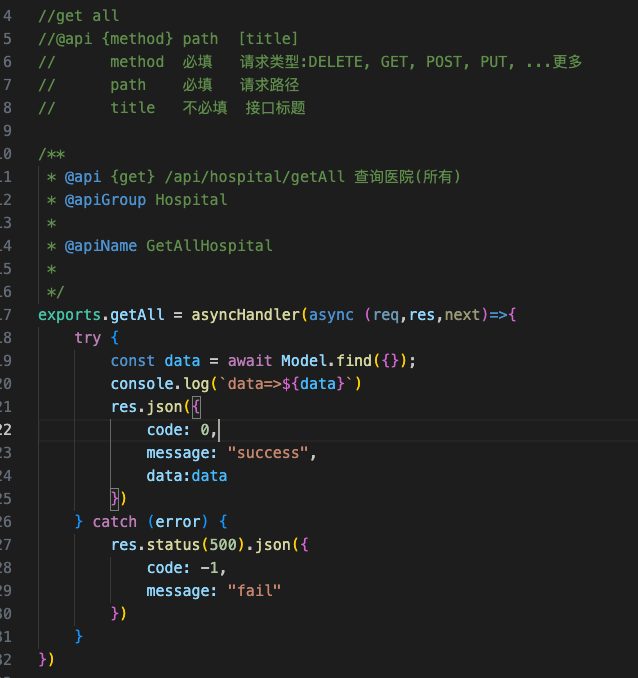 4 //get all
5 //@api {method} path  [title]
6 //      method  必填   请求类型:DELETE, GET, POST, PUT, ...更多
7 //      path    必填   请求路径
8 //      title   不必填  接口标题
9
10 /**
11  * @api {get} /api/hospital/getAll 查询医院(所有)
12  * @apiGroup Hospital
13  *
14  * @apiName GetAllHospital
15  *
16  */
17 exports.getAll = asyncHandler(async (req,res,next)=>{
18     try {
19         const data = await Model.find({});
20         console.log(`data=>${data}`)
21         res.json({
22             code: 0,
23             message: "success",
24             data:data
25         })
26     } catch (error) {
27         res.status(500).json({
28             code: -1,
29             message: "fail"
30         })
31     }
32 })